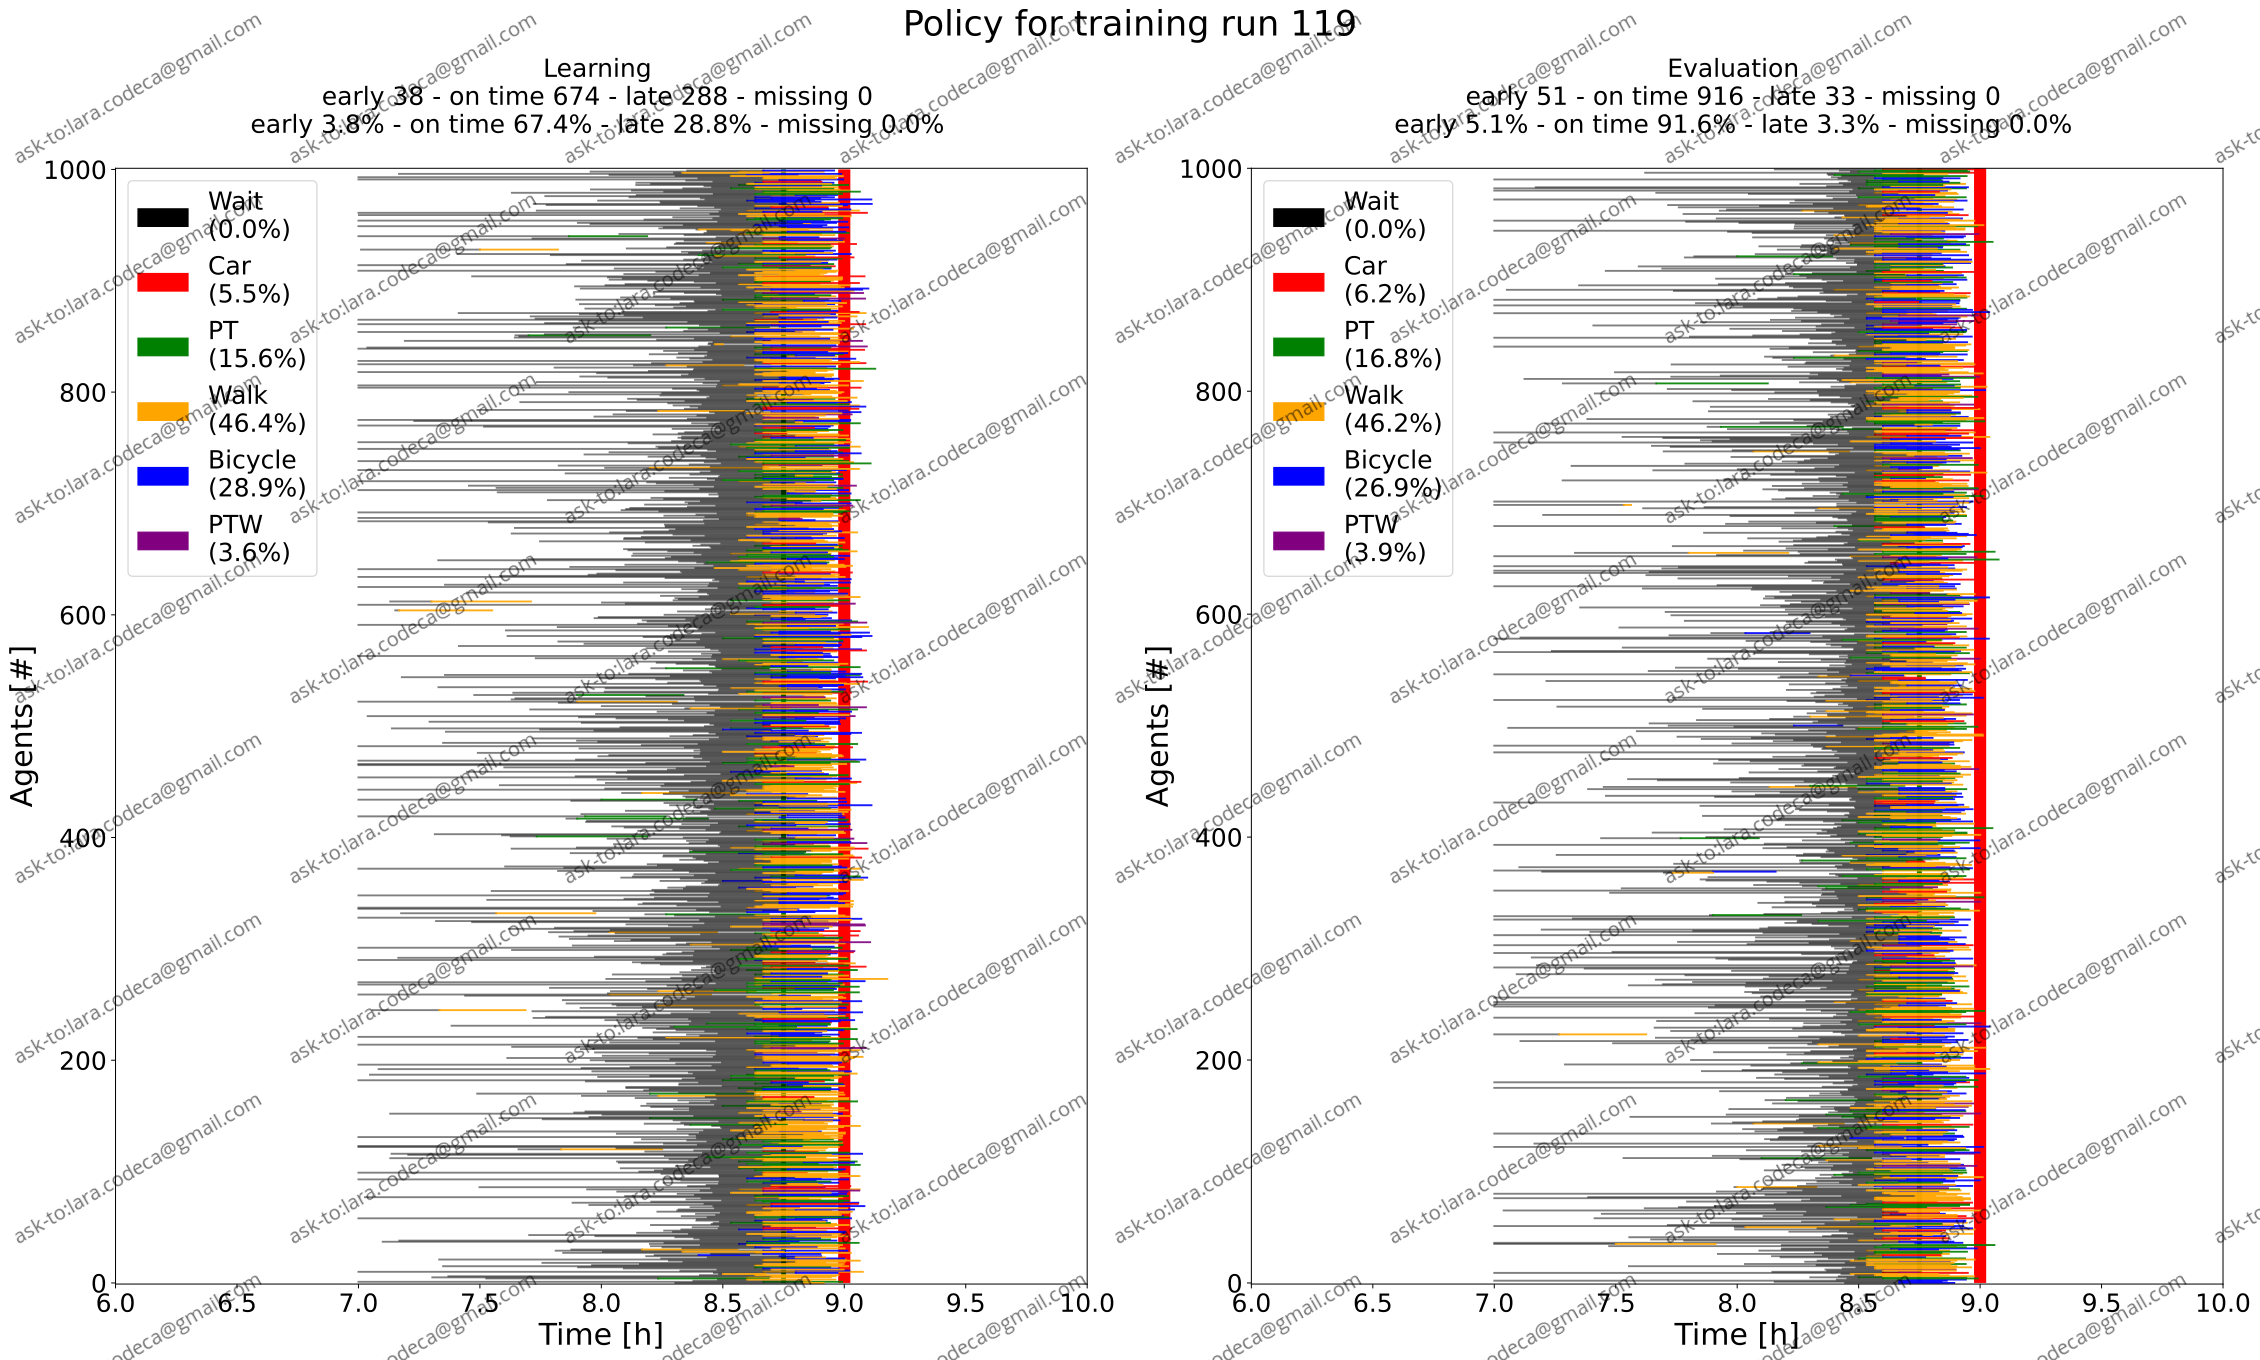 Policy for training run 119
Learning
early 38 - on time 674 - late 288 - missing 0
early 3.8% - on time 67.4% - late 28.8% - missing 0.0%
1000
800
600
400
200
0
Agents [#]
Wait
(0.0%)
Car
(5.5%)
PT
(15.6%)
Walk
(46.4%)
Bicycle
(28.9%)
PTW
(3.6%)
6.0 6.5 7.0 7.5 8.0 8.5 9.0 9.5 10.0
Time [h]
Evaluation
early 51 - on time 916 - late 33 - missing 0
early 5.1% - on time 91.6% - late 3.3% - missing 0.0%
1000
800
600
400
200
0
Agents [#]
Wait
(0.0%)
Car
(6.2%)
PT
(16.8%)
Walk
(46.2%)
Bicycle
(26.9%)
PTW
(3.9%)
6.0 6.5 7.0 7.5 8.0 8.5 9.0 9.5 10.0
Time [h]
ask-to:lara.codeca@gmail.com